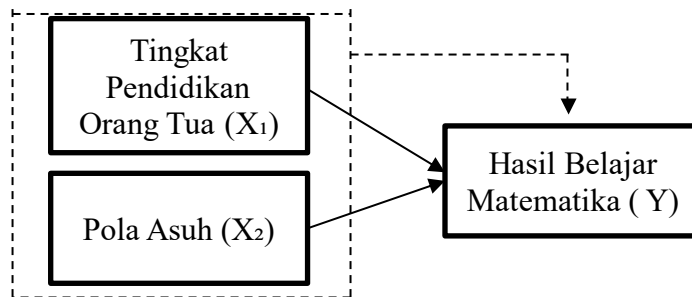 Tingkat
Pendidikan
Orang Tua (X₁)
Pola Asuh (X₂)
Hasil Belajar
Matematika ( Y)